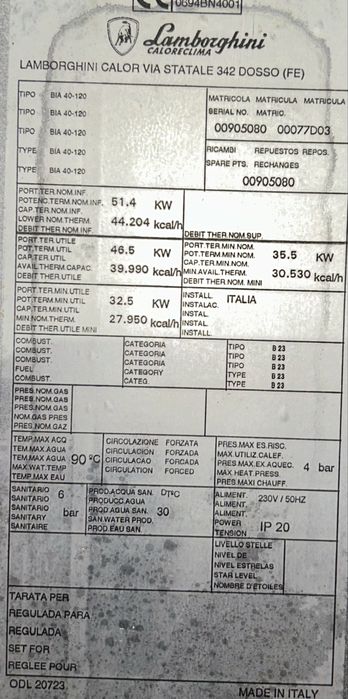 CE 0694BN4001
Lamborghini
CALORECLIMA
LAMBORGHINI CALOR VIA STATALE 342 DOSSO (FE)
TIPO BIA 40-120
TIPO BIA 40-120
TIPO BIA 40-120
TYPE BIA 40-120
TYPE BIA 40-120
MATRICOLA MATRICULA MATRICULA
SERIAL NO. MATRIC.
00905080 00077D03
RICAMBI REPUESTOS REPOS.
SPARE PTS. RECHANGES
00905080
PORT.TER.NOM.INF.
POTENC.TERM.NOM.INF. 51.4 KW
CAP.TER.NOM.INF.
LOWER NOM.THERM. 44.204 kcal/h
DEBIT THER NOM INF.
DEBIT THER NOM SUP.
PORT.TER.UTILE
POT.TERM.UTIL 46.5 KW
CAP.TER.UTIL
AVAIL.THERM.CAPAC. 39.990 kcal/h
DEBIT THER.UTILE
PORT.TER.MIN NOM.
POT.TERM.MIN NOM. 35.5 KW
CAP.TER.MIN.NOM.
MIN.AVAIL.THERM. 30.530 kcal/h
DEBIT THER NOM. MINI
PORT.TER.MIN.UTILE
POT.TERM.MIN UTIL 32.5 KW
CAP.TER.MIN UTIL
MIN NOM.THERM. 27.950 kcal/h
DEBIT THER UTILE MINI
INSTALL. ITALIA
INSTALAC.
INSTAL.
INSTAL.
INSTALL
COMBUST. CATEGORIA TIPO B 23
COMBUST. CATEGORIA TIPO B 23
COMBUST. CATEGORIA TIPO B 23
FUEL CATEGORY TYPE B 23
COMBUST. CATEG. TYPE B 23
PRES.NOM.GAS
PRES.NOM.GAS
PRES.NOM.GAS
NOM.GAS PRES
PRES.NOM.GAZ
TEMP.MAX ACQ
TEM.MAX AGUA
TEM.MAX AGUA 90 °C
MAX.WAT.TEMP
TEMP.MAX EAU
CIRCOLAZIONE FORZATA
CIRCULACION FORZADA
CIRCULACAO FORCADA
CIRCULATION FORCED
PRES.MAX ES.RISC.
MAX UTILIZ.CALEF.
PRES.MAX EX.AQUEC. 4 bar
MAX.HEAT.PRESS.
PRES.MAXI CHAUFF.
SANITARIO 6
SANITARIO
SANITARIO bar
SANITARY
SANITAIRE
PROD.ACQUA SAN. DT°C
PRODUCC.AGUA
PROD.AGUA SAN. 30
SAN.WATER PROD.
PROD.EAU SAN.
ALIMENT. 230V / 50HZ
ALIMENT.
ALIMENT.
POWER IP 20
TENSION
LIVELLO STELLE
NIVEL DE
NIVEL ESTRELAS
STAR LEVEL
NOMBRE D'ETOILES
TARATA PER
REGULADA PARA
REGULADA
SET FOR
REGLEE POUR
ODL 20723
MADE IN ITALY